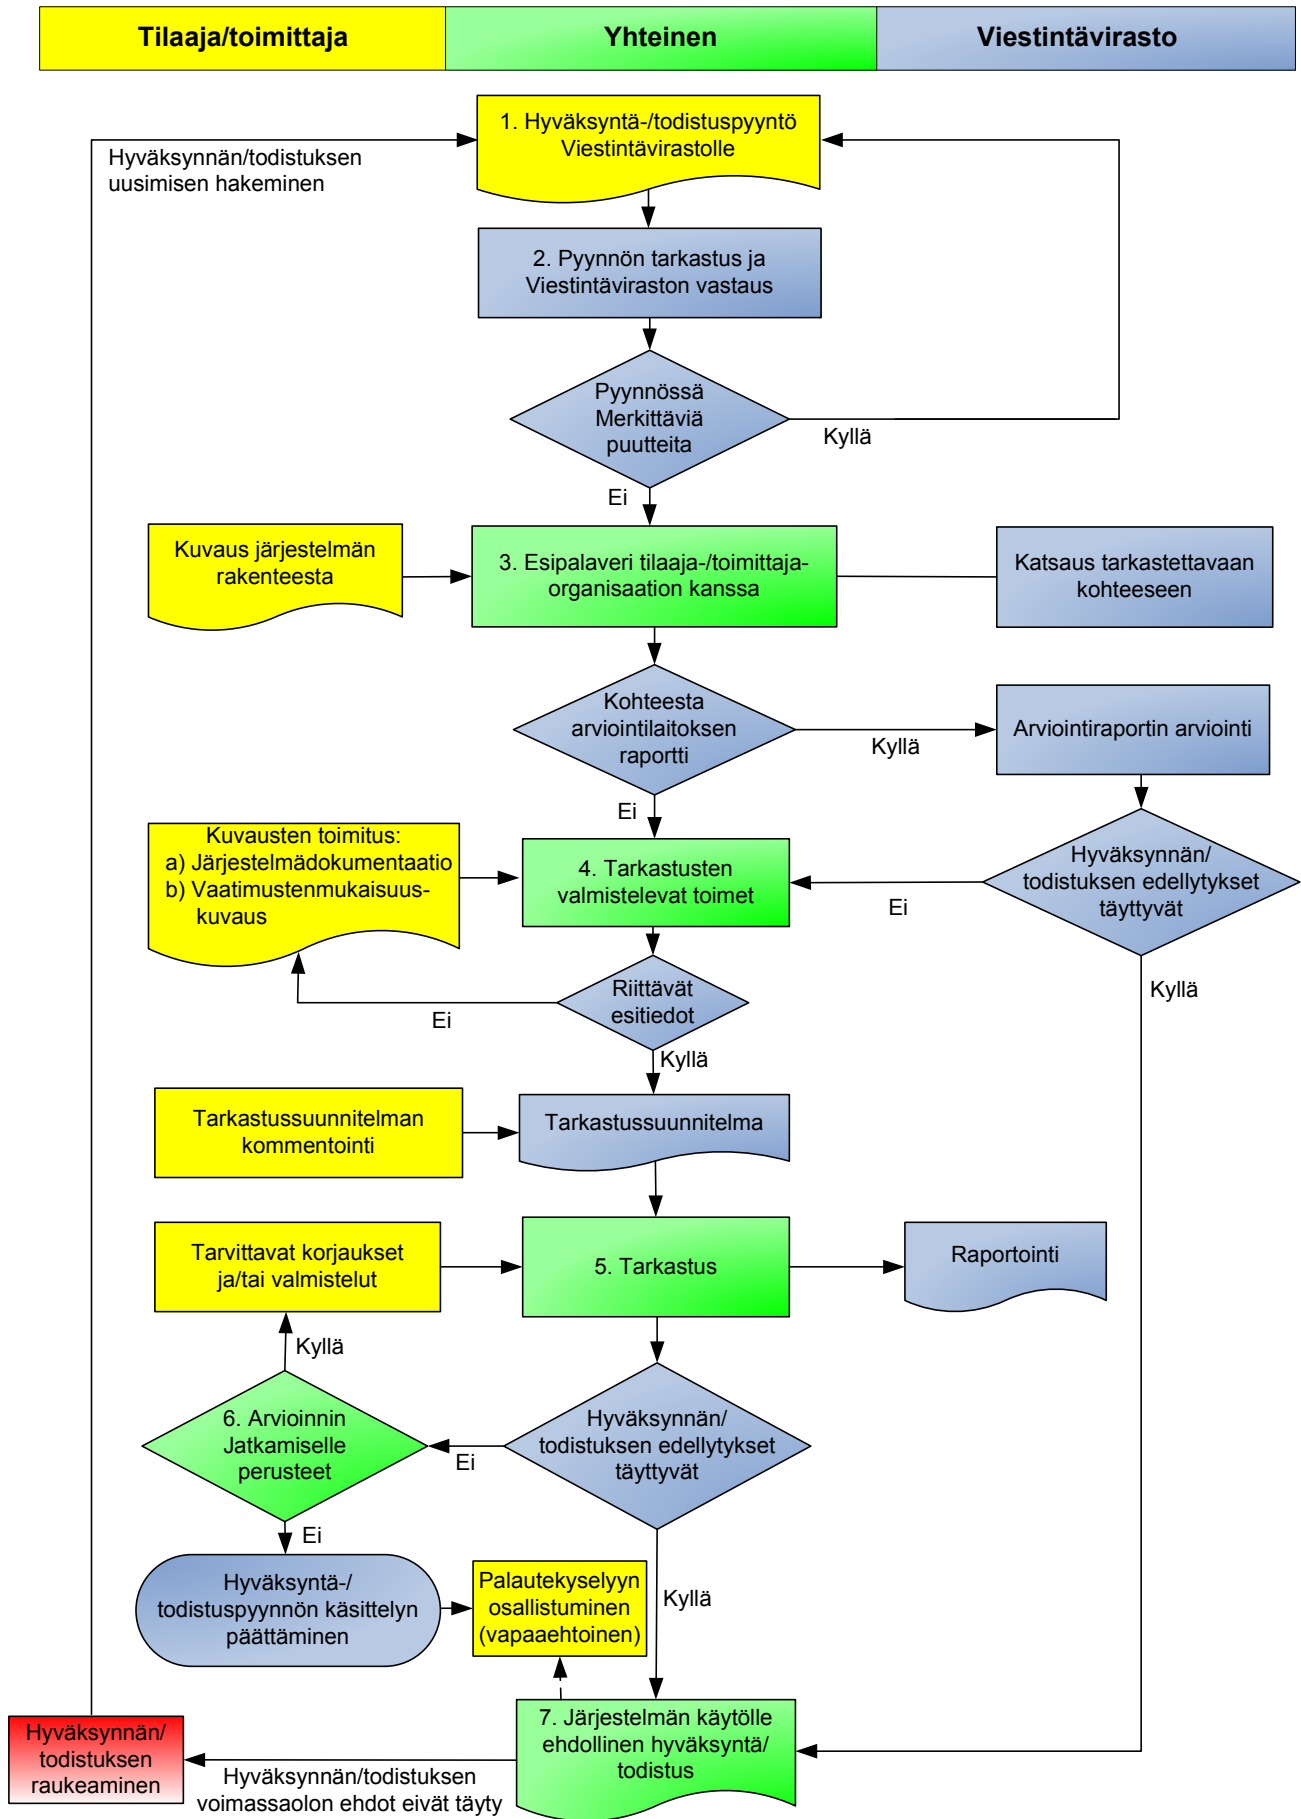 Tilaaja/toimittaja
Yhteinen
Viestintävirasto
1. Hyväksyntä-/todistuspyyntö
Viestintävirastolle
Hyväksynnän/todistuksen
uusimisen hakeminen
2. Pyynnön tarkastus ja
Viestintäviraston vastaus
Pyynnössä
Merkittäviä
puutteita
Kyllä
Ei
Kuvaus järjestelmän
rakenteesta
3. Esipalaveri tilaaja-/toimittaja-
organisaation kanssa
Katsaus tarkastettavaan
kohteeseen
Kohteesta
arviointilaitoksen
raportti
Kyllä
Arviointiraportin arviointi
Ei
Kuvausten toimitus:
a) Järjestelmädokumentaatio
b) Vaatimustenmukaisuus-
kuvaus
4. Tarkastusten
valmistelevat toimet
Hyväksynnän/
todistuksen edellytykset
täyttyvät
Ei
Kyllä
Riittävät
esitiedot
Ei
Kyllä
Tarkastussuunnitelman
kommentointi
Tarkastussuunnitelma
Tarvittavat korjaukset
ja/tai valmistelut
5. Tarkastus
Raportointi
Kyllä
6. Arvioinnin
Jatkamiselle
perusteet
Hyväksynnän/
todistuksen edellytykset
täyttyvät
Ei
Ei
Kyllä
Hyväksyntä-/
todistuspyynnön käsittelyn
päättäminen
Palautekyselyyn
osallistuminen
(vapaaehtoinen)
Hyväksynnän/
todistuksen
raukeaminen
7. Järjestelmän käytölle
ehdollinen hyväksyntä/
todistus
Hyväksynnän/todistuksen
voimassaolon ehdot eivät täyty